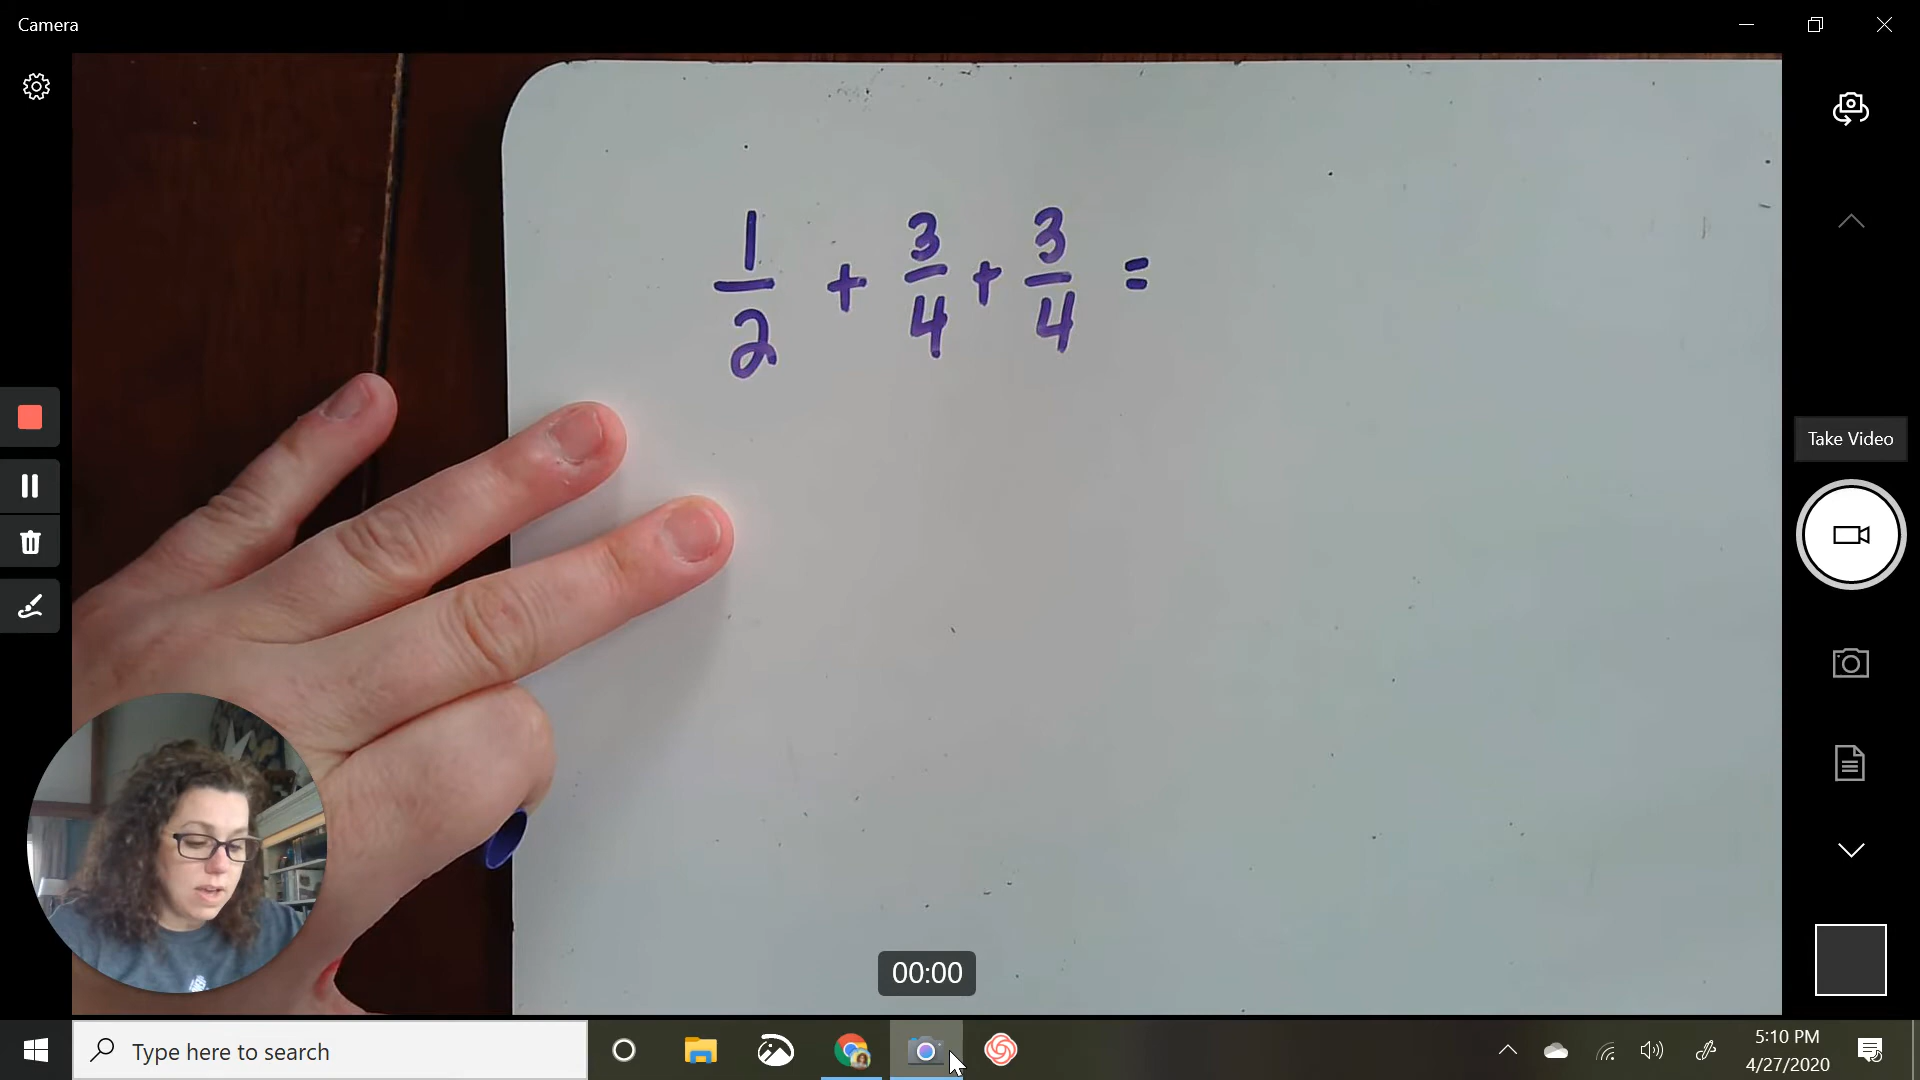 Camera
1/2 + 3/4 + 3/4 =
Take Video
00:00
Type here to search
5:10 PM
4/27/2020